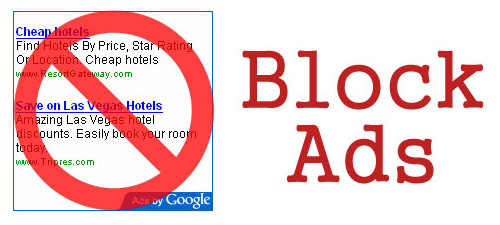 Cheap hotels
Find Hotels By Price, Star Rating
Or Location. Cheap hotels
www.ResortGateway.com
Save on Las Vegas Hotels
Amazing Las Vegas hotel
discounts. Easily book your room
today.
www.Tripres.com
Ads by Google
Block
Ads